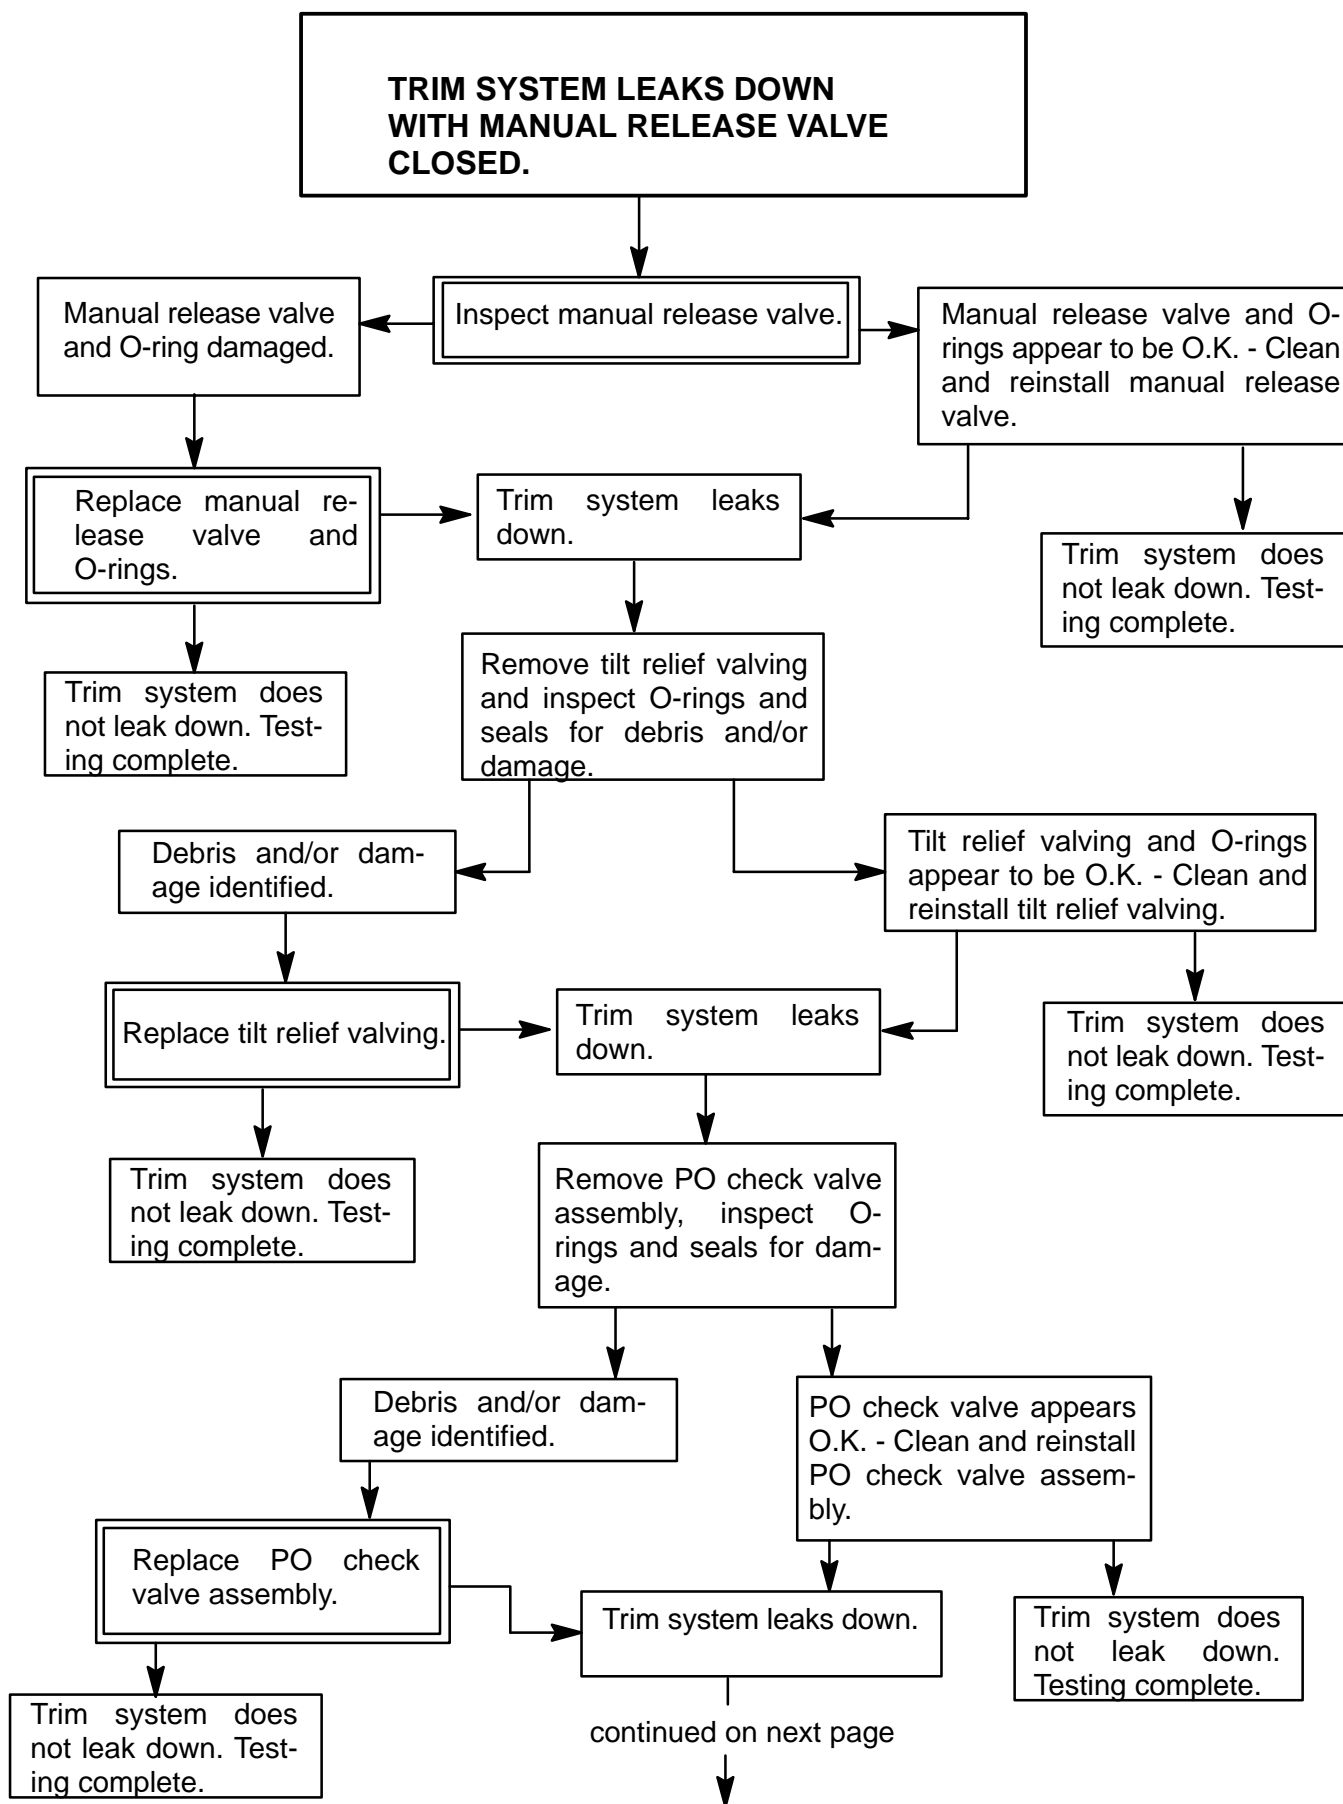 TRIM SYSTEM LEAKS DOWN
WITH MANUAL RELEASE VALVE
CLOSED.
Manual release valve
and O-ring damaged.
Inspect manual release valve.
Manual release valve and O-
rings appear to be O.K. - Clean
and reinstall manual release
valve.
Replace manual re-
lease valve and
O-rings.
Trim system leaks
down.
Trim system does
not leak down. Test-
ing complete.
Trim system does
not leak down. Test-
ing complete.
Remove tilt relief valving
and inspect O-rings and
seals for debris and/or
damage.
Debris and/or dam-
age identified.
Tilt relief valving and O-rings
appear to be O.K. - Clean and
reinstall tilt relief valving.
Replace tilt relief valving.
Trim system leaks
down.
Trim system does
not leak down. Test-
ing complete.
Trim system does
not leak down. Test-
ing complete.
Remove PO check valve
assembly, inspect O-
rings and seals for dam-
age.
Debris and/or dam-
age identified.
PO check valve appears
O.K. - Clean and reinstall
PO check valve assem-
bly.
Replace PO check
valve assembly.
Trim system leaks down.
Trim system does
not leak down.
Testing complete.
Trim system does
not leak down. Test-
ing complete.
continued on next page